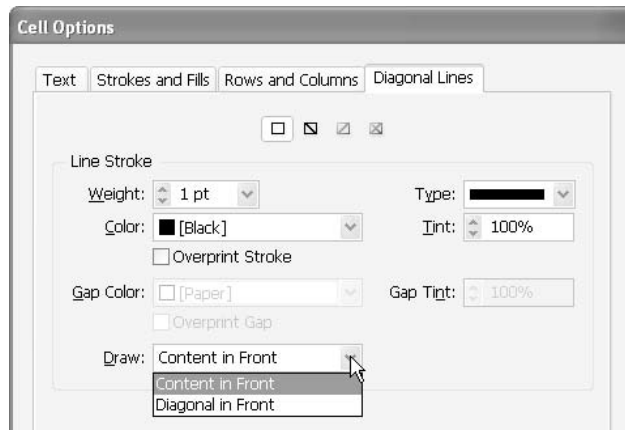 Cell Options
Text Strokes and Fills Rows and Columns Diagonal Lines
Line Stroke
Weight: 1 pt Type:
Color: [Black] Tint: 100%
Overprint Stroke
Gap Color: [Paper] Gap Tint: 100%
Overprint Gap
Draw: Content in Front
Content in Front
Diagonal in Front